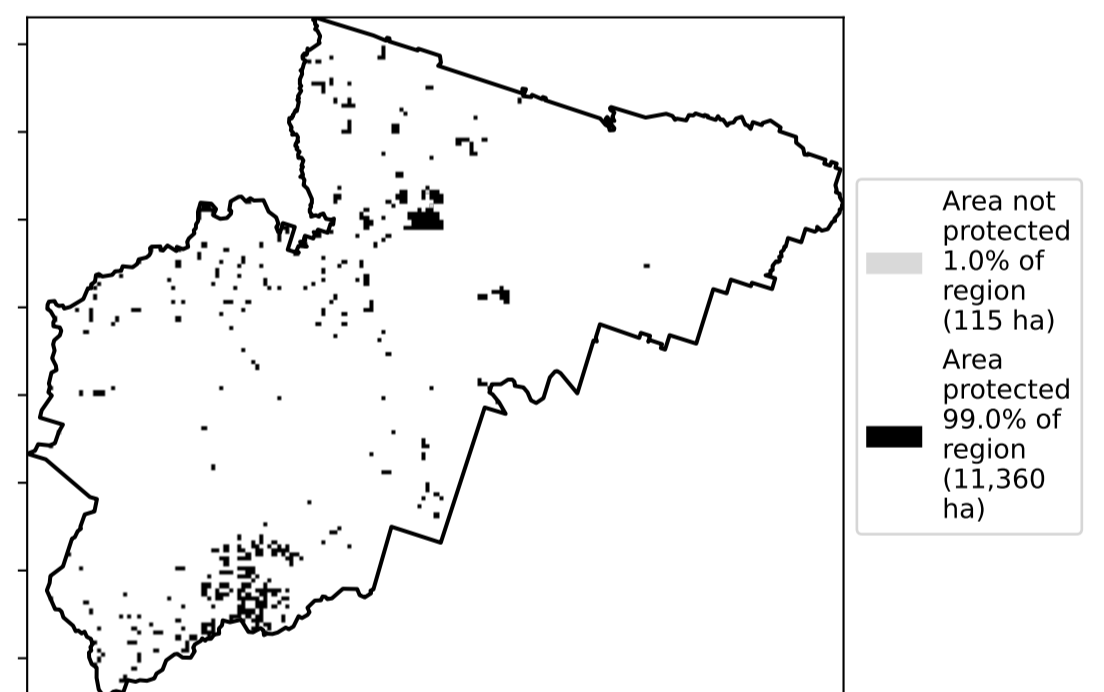 Area not
protected
1.0% of
region
(115 ha)
Area
protected
99.0% of
region
(11,360
ha)